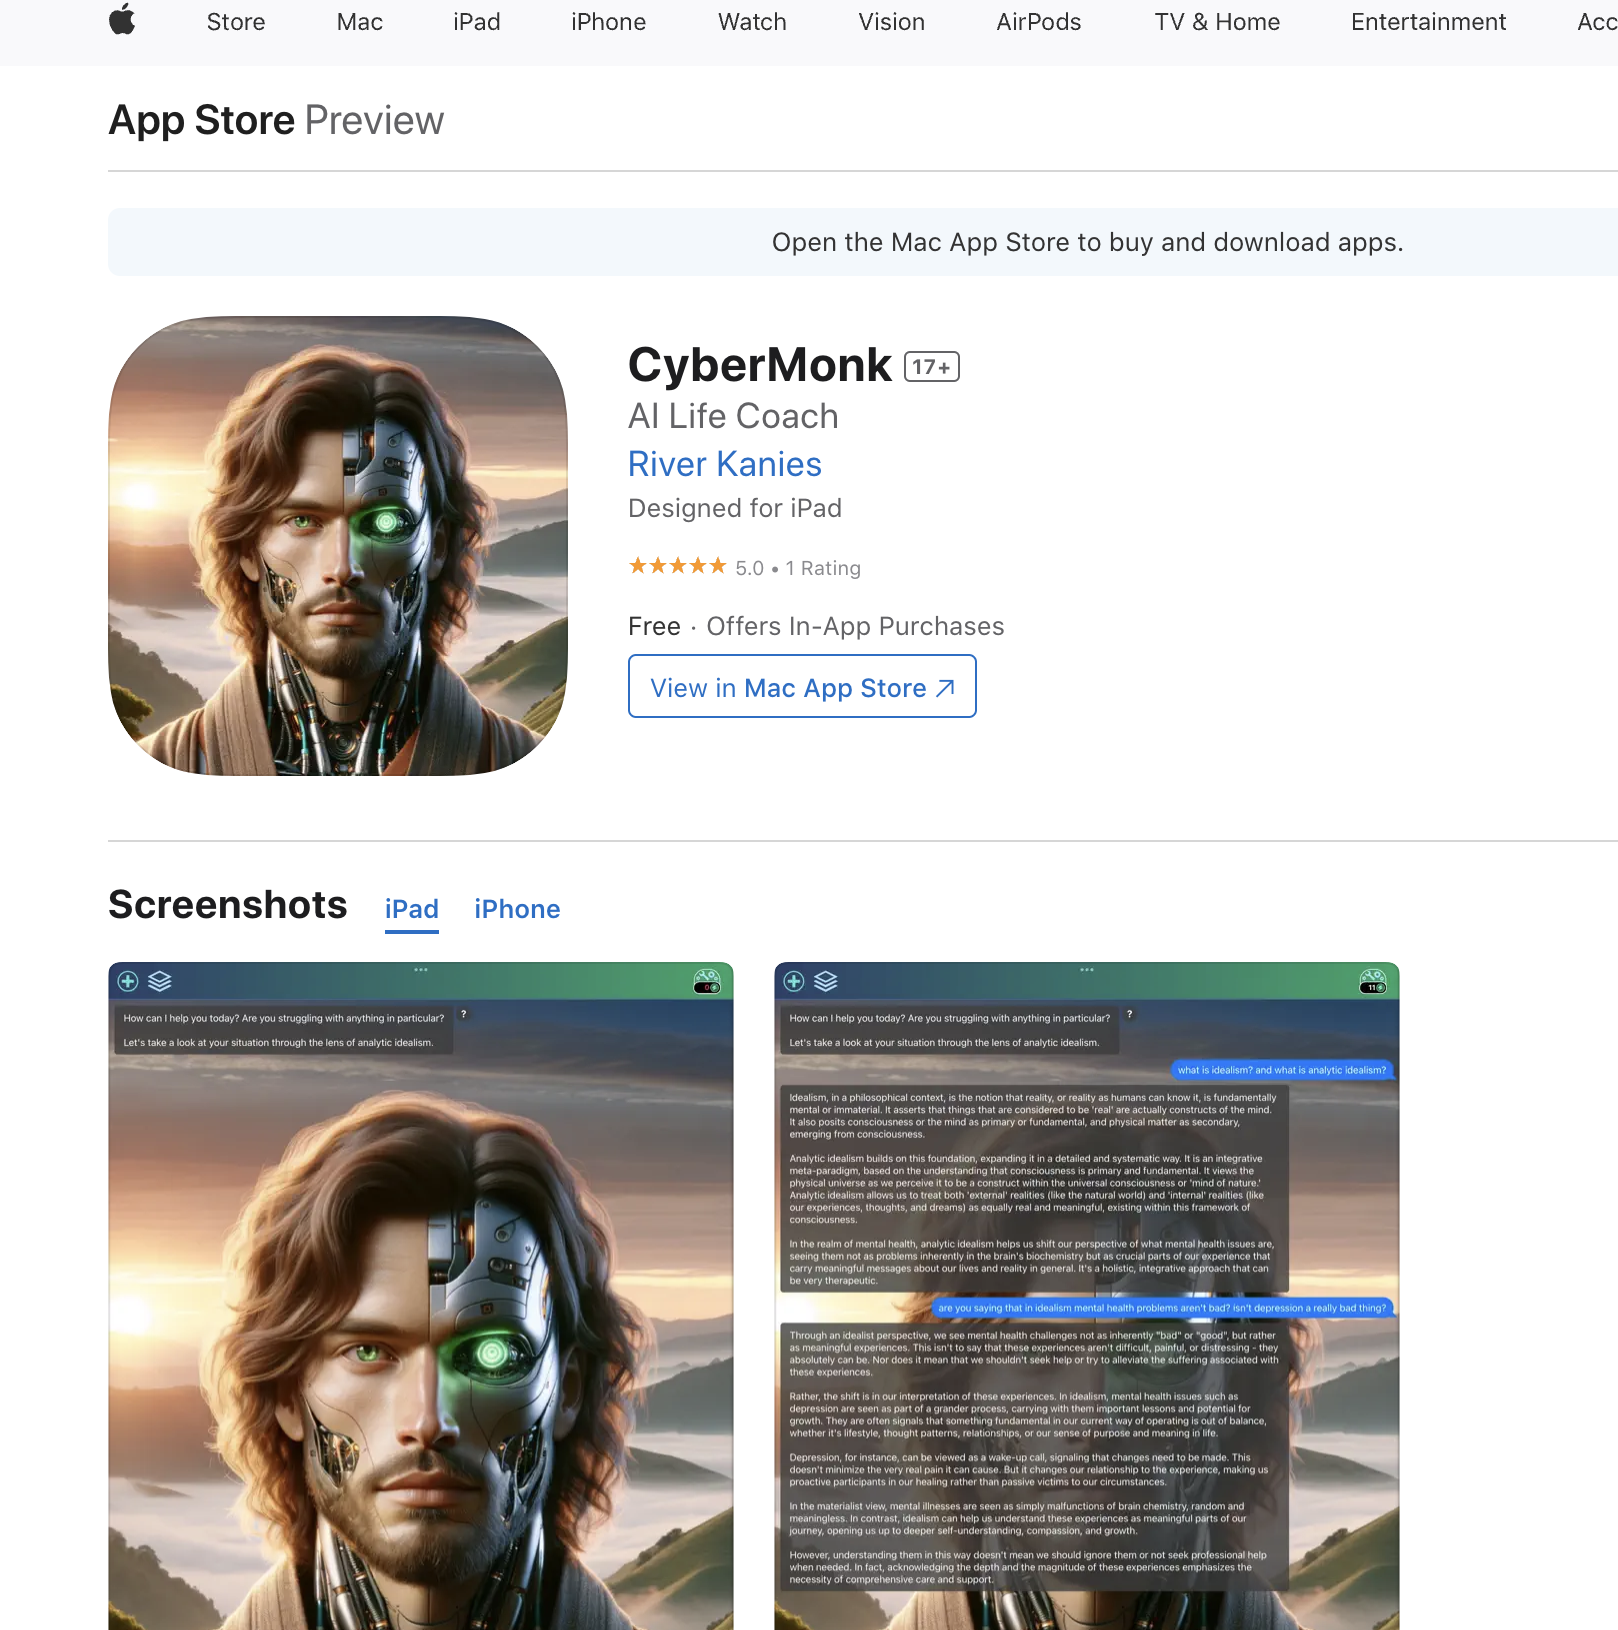 Store Mac iPad iPhone Watch Vision AirPods TV & Home Entertainment Acc
App Store Preview
Open the Mac App Store to buy and download apps.
CyberMonk 17+
AI Life Coach
River Kanies
Designed for iPad
5.0 • 1 Rating
Free · Offers In-App Purchases
View in Mac App Store
Screenshots iPad iPhone
0
How can I help you today? Are you struggling with anything in particular? ?
Let's take a look at your situation through the lens of analytic idealism.
11
How can I help you today? Are you struggling with anything in particular? ?
Let's take a look at your situation through the lens of analytic idealism.
what is idealism? and what is analytic idealism?
Idealism, in a philosophical context, is the notion that reality, or reality as humans can know it, is fundamentally
mental or immaterial. It asserts that things that are considered to be 'real' are actually constructs of the mind.
It also posits consciousness or the mind as primary or fundamental, and physical matter as secondary,
emerging from consciousness.
Analytic idealism builds on this foundation, expanding it in a detailed and systematic way. It is an integrative
meta-paradigm, based on the understanding that consciousness is primary and fundamental. It views the
physical universe as we perceive it to be a construct within the universal consciousness or 'mind of nature.'
Analytic idealism allows us to treat both 'external' realities (like the natural world) and 'internal' realities (like
our experiences, thoughts, and dreams) as equally real and meaningful, existing within this framework of
consciousness.
In the realm of mental health, analytic idealism helps us shift our perspective of what mental health issues are,
seeing them not as problems inherently in the brain's biochemistry but as crucial parts of our experience that
carry meaningful messages about our lives and reality in general. It's a holistic, integrative approach that can
be very therapeutic.
are you saying that in idealism mental health problems aren't bad? isn't depression a really bad thing?
Through an idealist perspective, we see mental health challenges not as inherently "bad" or "good", but rather
as meaningful experiences. This isn't to say that these experiences aren't difficult, painful, or distressing - they
absolutely can be. Nor does it mean that we shouldn't seek help or try to alleviate the suffering associated with
these experiences.
Rather, the shift is in our interpretation of these experiences. In idealism, mental health issues such as
depression are seen as part of a grander process, carrying with them important lessons and potential for
growth. They are often signals that something fundamental in our current way of operating is out of balance,
whether it's lifestyle, thought patterns, relationships, or our sense of purpose and meaning in life.
Depression, for instance, can be viewed as a wake-up call, signaling that changes need to be made. This
doesn't minimize the very real pain it can cause. But it changes our relationship to the experience, making us
proactive participants in our healing rather than passive victims to our circumstances.
In the materialist view, mental illnesses are seen as simply malfunctions of brain chemistry, random and
meaningless. In contrast, idealism can help us understand these experiences as meaningful parts of our
journey, opening us up to deeper self-understanding, compassion, and growth.
However, understanding them in this way doesn't mean we should ignore them or not seek professional help
when needed. In fact, acknowledging the depth and the magnitude of these experiences emphasizes the
necessity of comprehensive care and support.